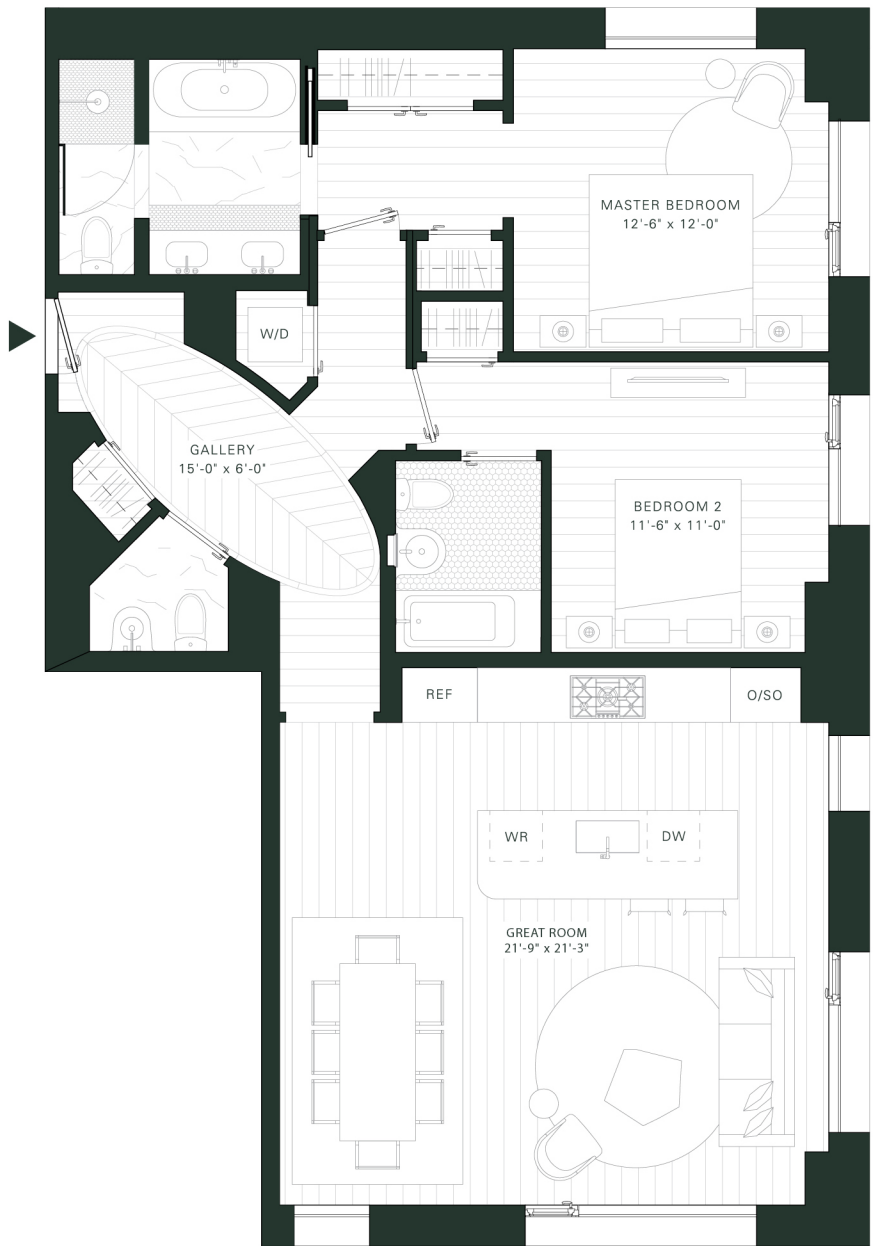 MASTER BEDROOM
12'-6" x 12'-0"
W/D
GALLERY
15'-0" x 6'-0"
BEDROOM 2
11'-6" x 11'-0"
REF
O/SO
WR
DW
GREAT ROOM
21'-9" x 21'-3"